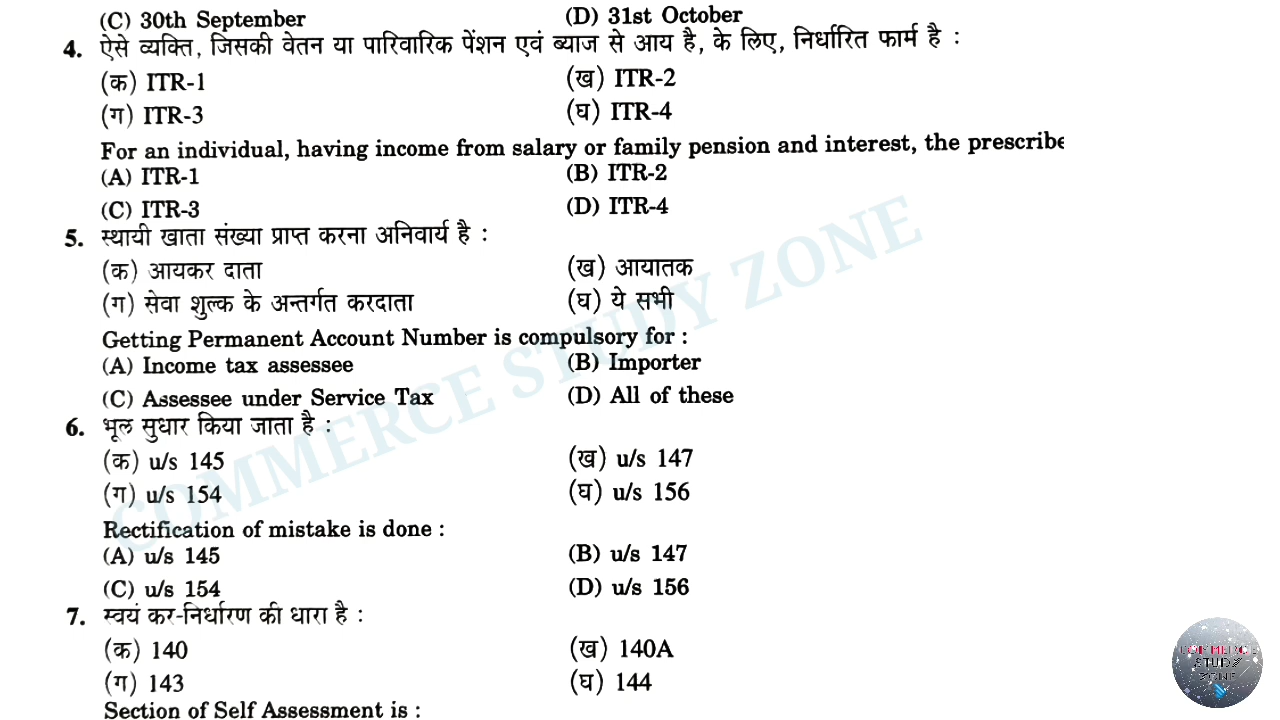 (C) 30th September (D) 31st October
4. ऐसे व्यक्ति, जिसकी वेतन या पारिवारिक पेंशन एवं ब्याज से आय है, के लिए, निर्धारित फार्म है :
(क) ITR-1 (ख) ITR-2
(ग) ITR-3 (घ) ITR-4
For an individual, having income from salary or family pension and interest, the prescribe
(A) ITR-1 (B) ITR-2
(C) ITR-3 (D) ITR-4
5. स्थायी खाता संख्या प्राप्त करना अनिवार्य है :
(क) आयकर दाता (ख) आयातक
(ग) सेवा शुल्क के अन्तर्गत करदाता (घ) ये सभी
Getting Permanent Account Number is compulsory for :
(A) Income tax assessee (B) Importer
(C) Assessee under Service Tax (D) All of these
6. भूल सुधार किया जाता है :
(क) u/s 145 (ख) u/s 147
(ग) u/s 154 (घ) u/s 156
Rectification of mistake is done :
(A) u/s 145 (B) u/s 147
(C) u/s 154 (D) u/s 156
7. स्वयं कर-निर्धारण की धारा है :
(क) 140 (ख) 140A
(ग) 143 (घ) 144
Section of Self Assessment is :
COMMERCE STUDY ZONE
COMMERCE
STUDY
ZONE